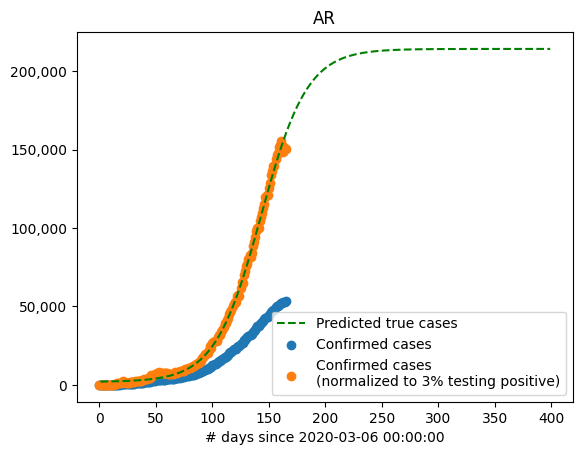 AR
200,000
150,000
100,000
50,000
0
Predicted true cases
Confirmed cases
Confirmed cases
(normalized to 3% testing positive)
0 50 100 150 200 250 300 350 400
# days since 2020-03-06 00:00:00